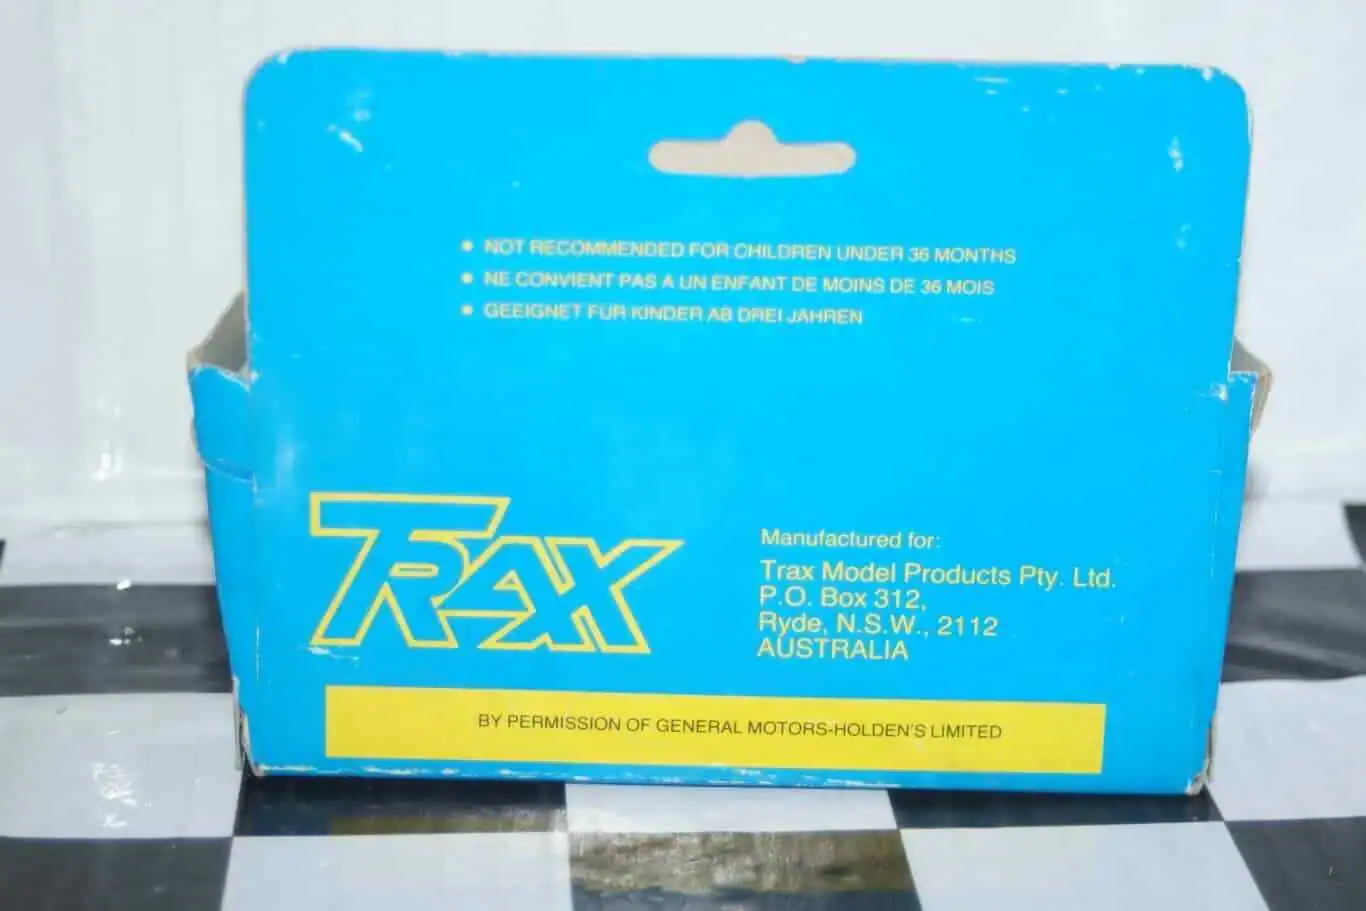 • NOT RECOMMENDED FOR CHILDREN UNDER 36 MONTHS
• NE CONVIENT PAS A UN ENFANT DE MOINS DE 36 MOIS
• GEEIGNET FUR KINDER AB DREI JAHREN
TRAX
Manufactured for:
Trax Model Products Pty. Ltd.
P.O. Box 312,
Ryde, N.S.W., 2112
AUSTRALIA
BY PERMISSION OF GENERAL MOTORS-HOLDEN'S LIMITED